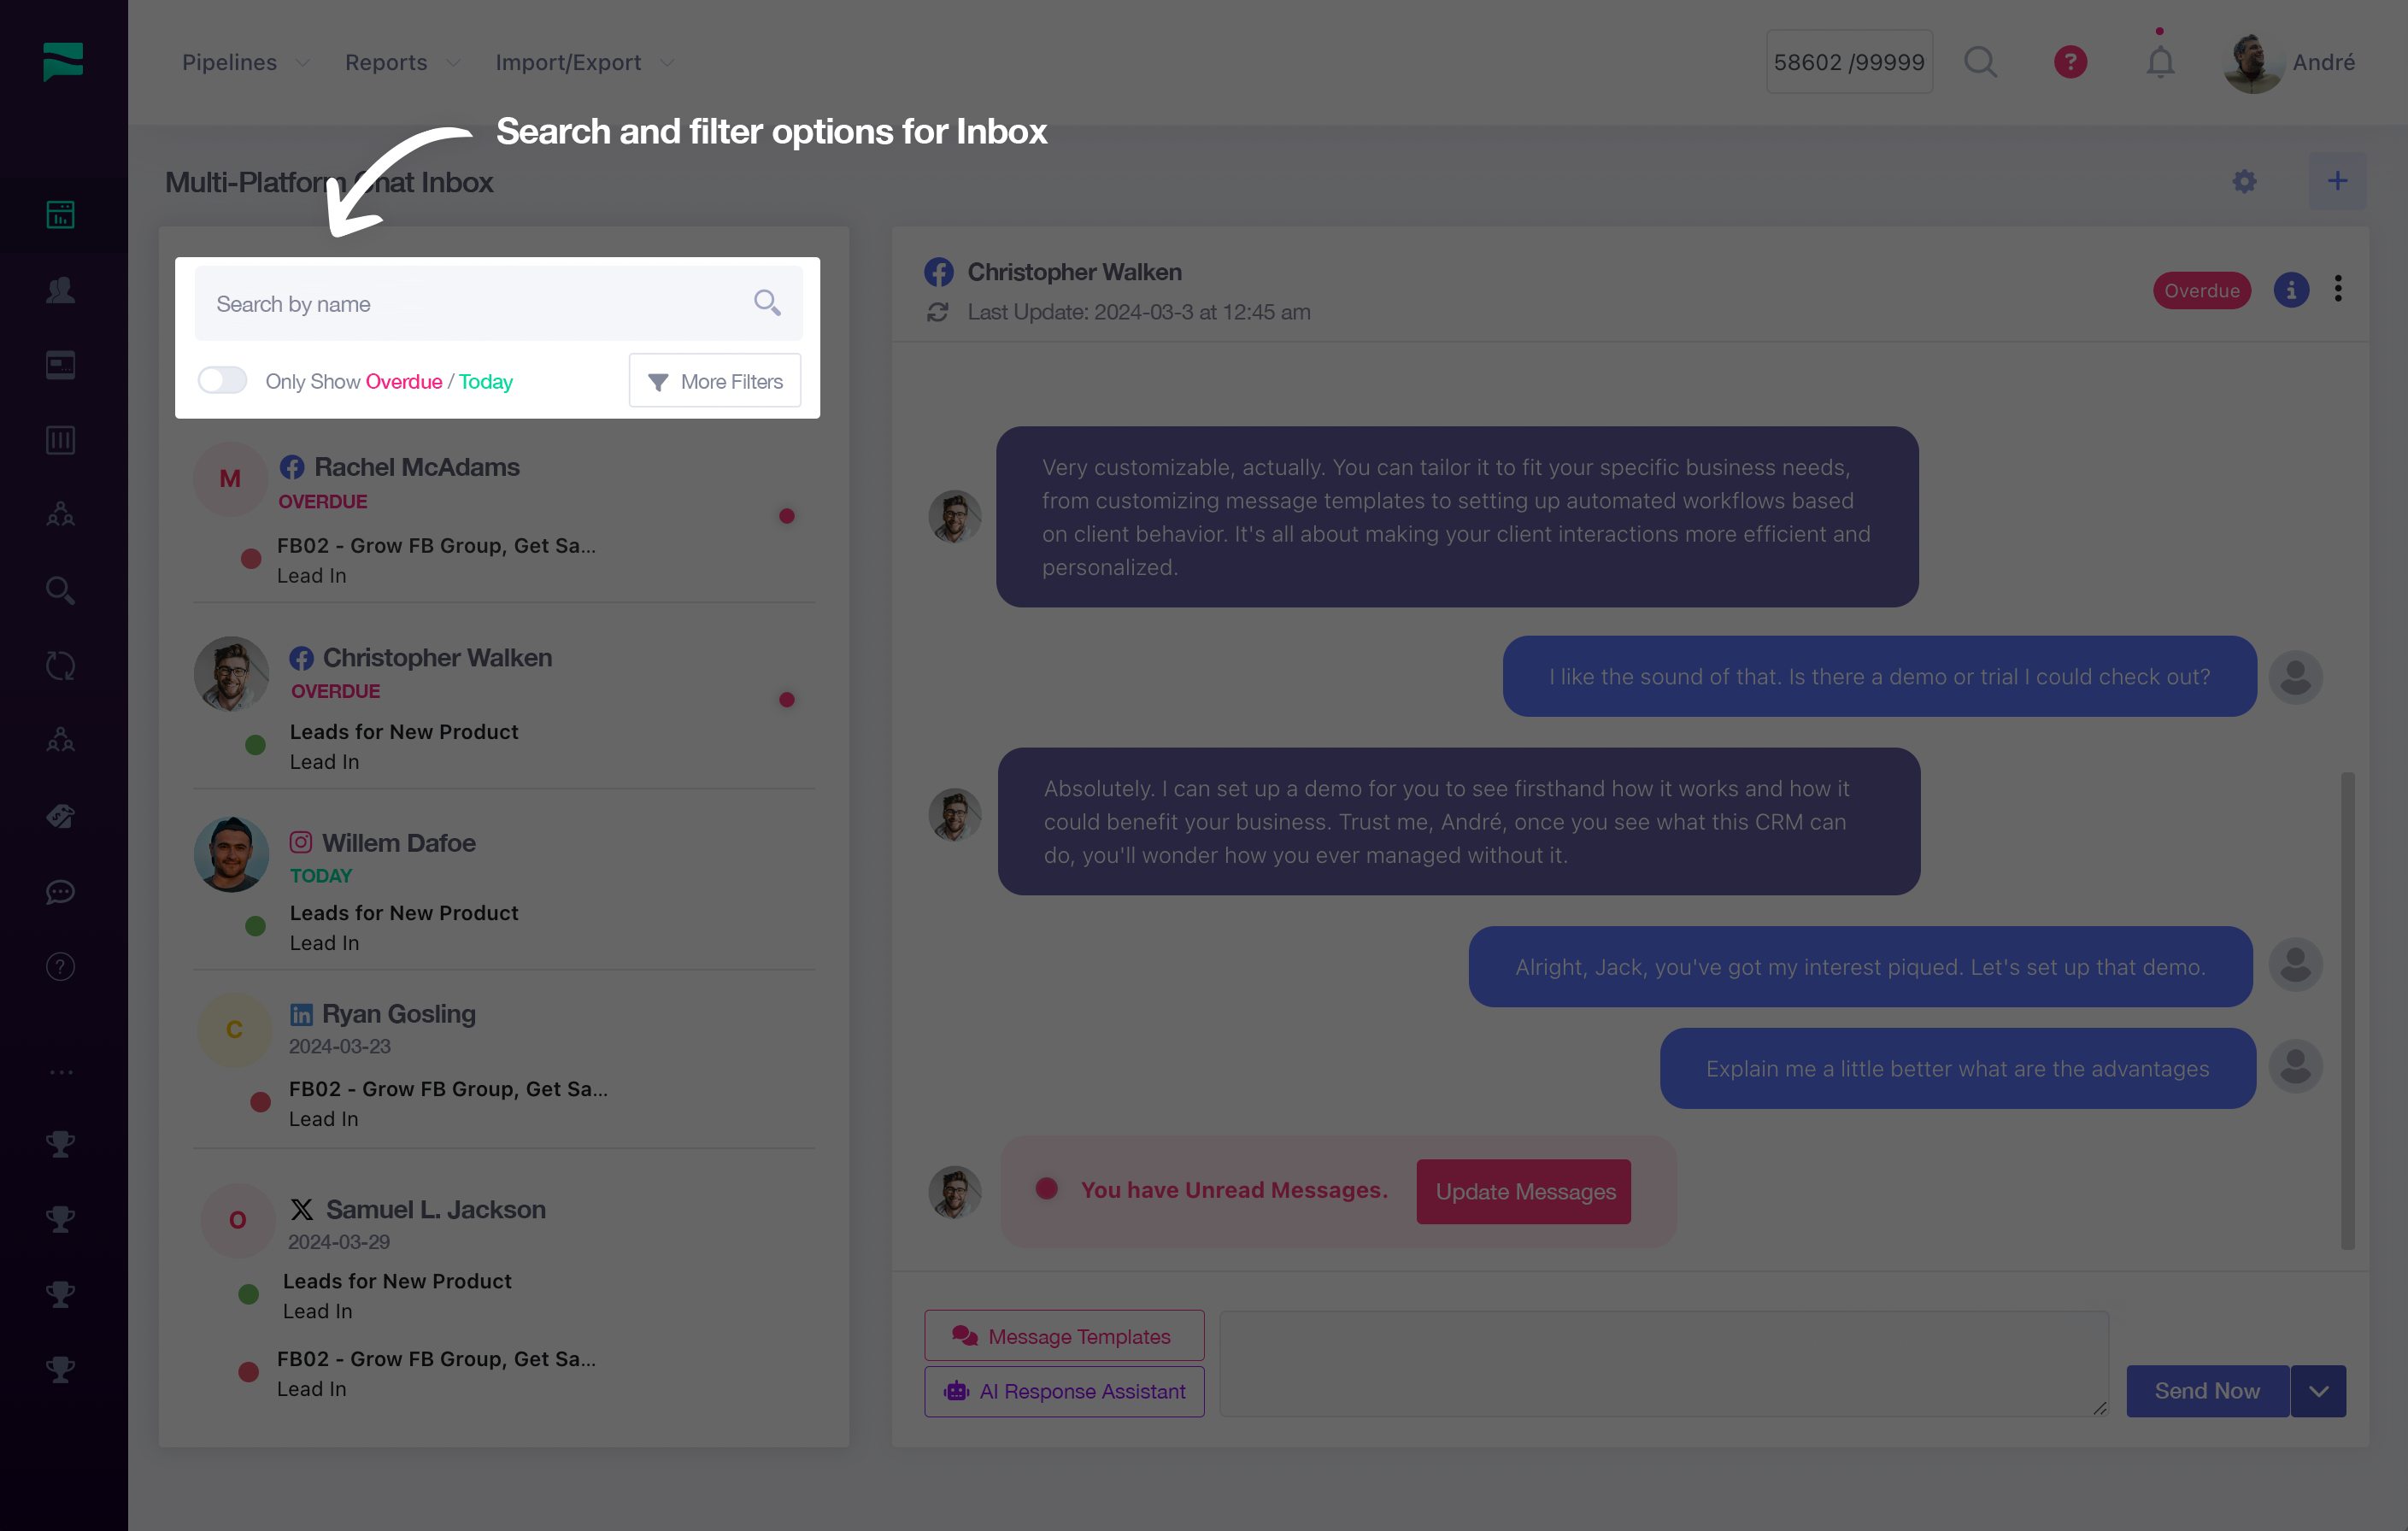 Pipelines
Reports
Import/Export
58602 /99999
?
André
Search and filter options for Inbox
Multi-Platform Chat Inbox
+
Search by name
Only Show Overdue / Today
More Filters
M
Rachel McAdams
OVERDUE
FB02 - Grow FB Group, Get Sa...
Lead In
Christopher Walken
OVERDUE
Leads for New Product
Lead In
Willem Dafoe
TODAY
Leads for New Product
Lead In
C
in
Ryan Gosling
2024-03-23
FB02 - Grow FB Group, Get Sa...
Lead In
O
X
Samuel L. Jackson
2024-03-29
Leads for New Product
Lead In
FB02 - Grow FB Group, Get Sa...
Lead In
Christopher Walken
Last Update: 2024-03-3 at 12:45 am
Overdue
i
Very customizable, actually. You can tailor it to fit your specific business needs,
from customizing message templates to setting up automated workflows based
on client behavior. It's all about making your client interactions more efficient and
personalized.
I like the sound of that. Is there a demo or trial I could check out?
Absolutely. I can set up a demo for you to see firsthand how it works and how it
could benefit your business. Trust me, André, once you see what this CRM can
do, you'll wonder how you ever managed without it.
Alright, Jack, you've got my interest piqued. Let's set up that demo.
Explain me a little better what are the advantages
You have Unread Messages.
Update Messages
Message Templates
AI Response Assistant
Send Now